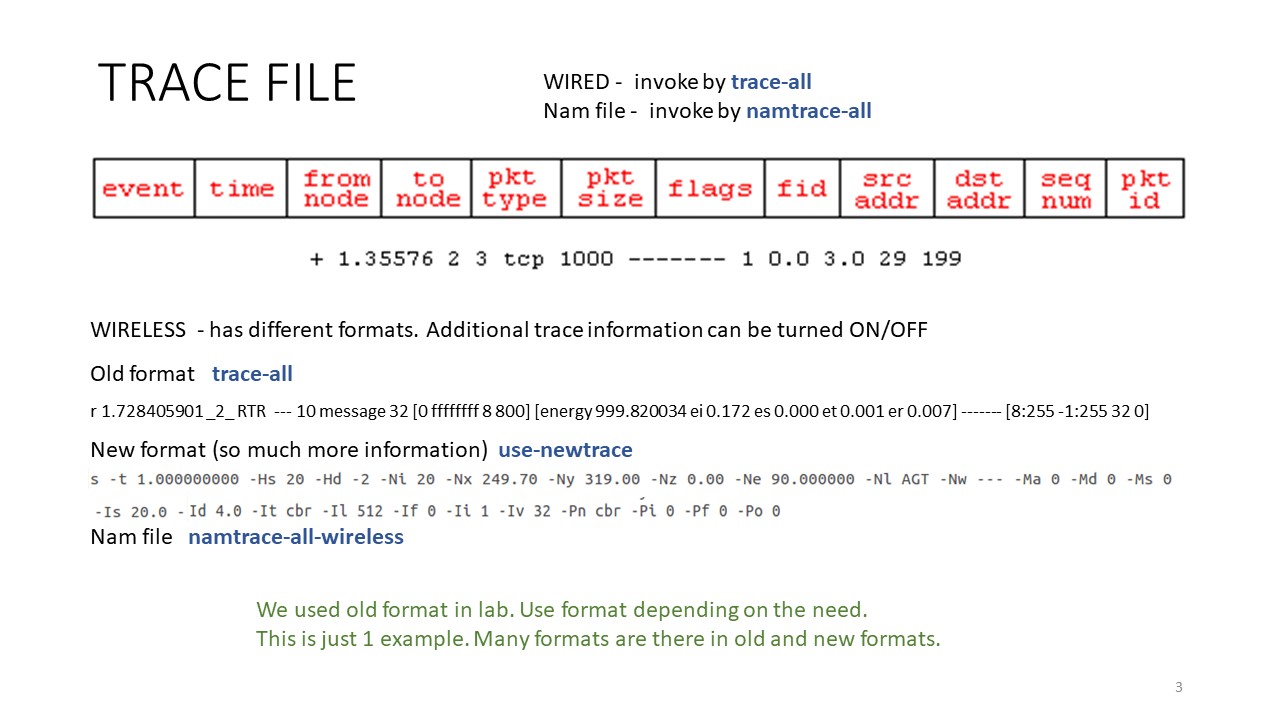 TRACE FILE
WIRED - invoke by trace-all
Nam file - invoke by namtrace-all
event time from node to node pkt type pkt size flags fid src addr dst addr seq num pkt id
+ 1.35576 2 3 tcp 1000 ------- 1 0.0 3.0 29 199
WIRELESS - has different formats. Additional trace information can be turned ON/OFF
Old format trace-all
r 1.728405901 _2_ RTR --- 10 message 32 [0 ffffffff 8 800] [energy 999.820034 ei 0.172 es 0.000 et 0.001 er 0.007] ------- [8:255 -1:255 32 0]
New format (so much more information) use-newtrace
s -t 1.000000000 -Hs 20 -Hd -2 -Ni 20 -Nx 249.70 -Ny 319.00 -Nz 0.00 -Ne 90.000000 -Nl AGT -Nw --- -Ma 0 -Md 0 -Ms 0
-Is 20.0 - Id 4.0 -It cbr -Il 512 -If 0 -Ii 1 -Iv 32 -Pn cbr -Pi 0 -Pf 0 -Po 0
Nam file namtrace-all-wireless
We used old format in lab. Use format depending on the need.
This is just 1 example. Many formats are there in old and new formats.
3